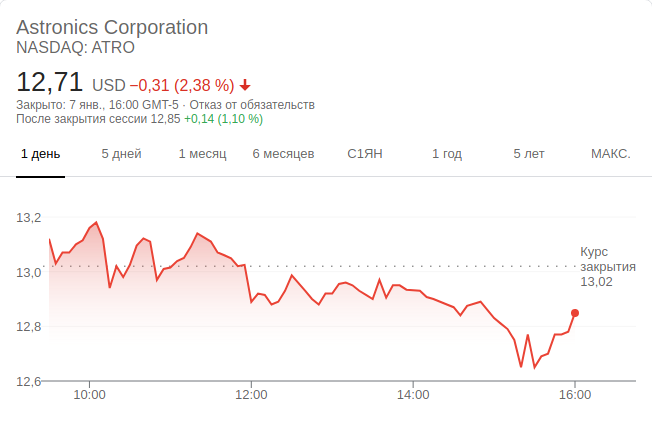 Astronics Corporation
NASDAQ: ATRO
12,71 USD −0,31 (2,38 %)
Закрыто: 7 янв., 16:00 GMT-5 · Отказ от обязательств
После закрытия сессии 12,85 +0,14 (1,10 %)
1 день 5 дней 1 месяц 6 месяцев С1ЯН 1 год 5 лет МАКС.
13,2
Курс
закрытия
13,0
13,02
12,8
12,6
10:00 12:00 14:00 16:00